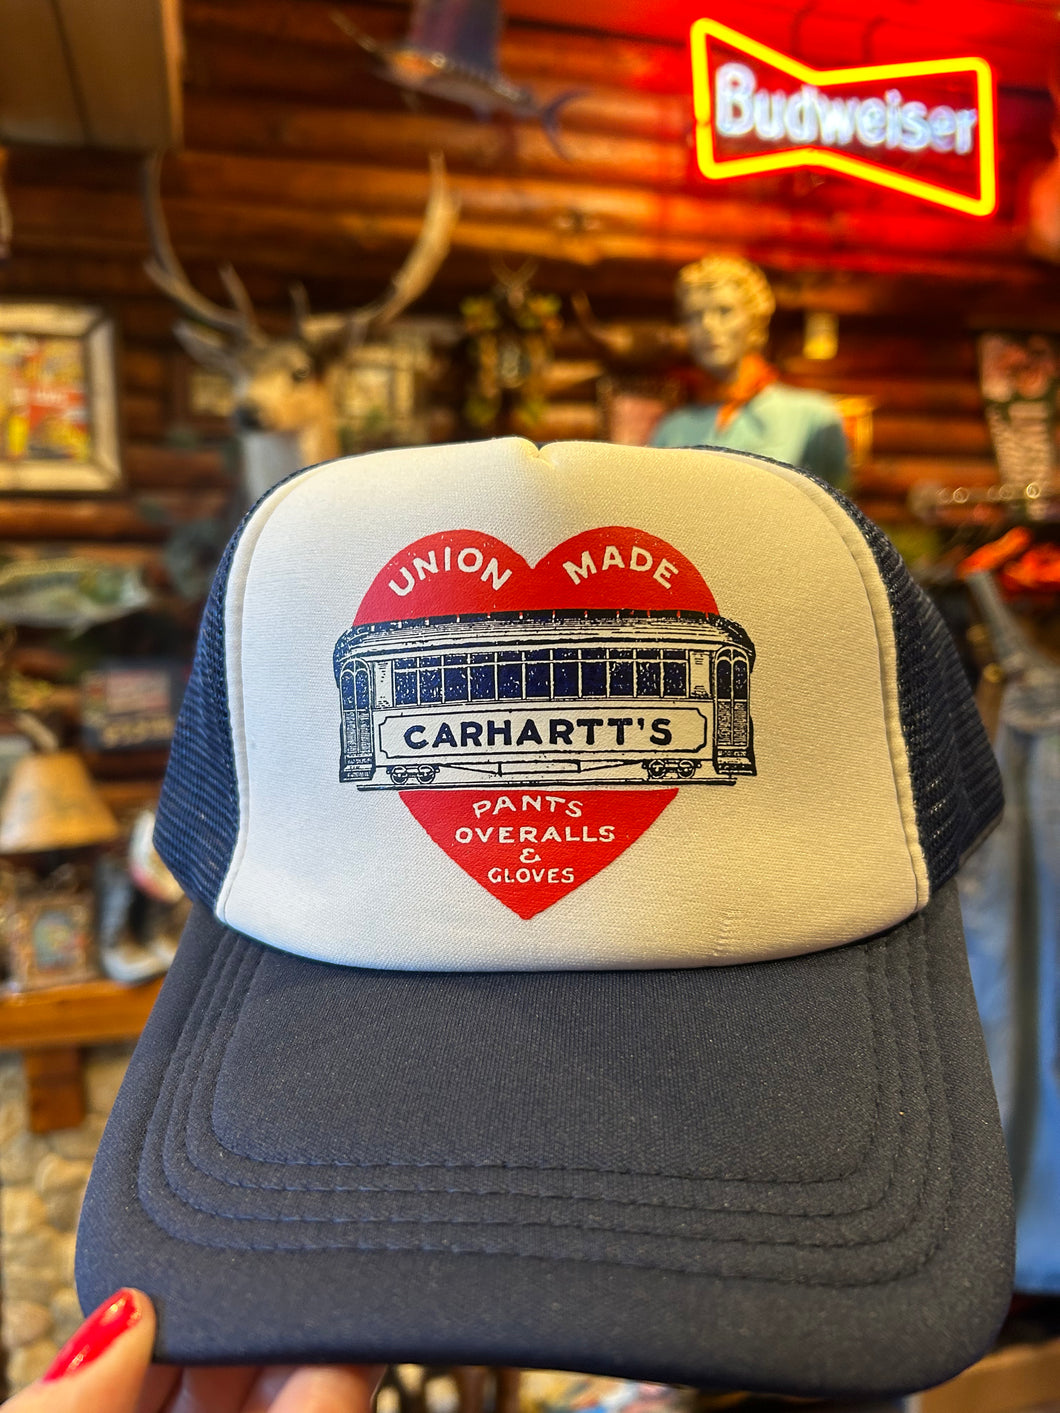 Budweiser
UNION MADE
CARHARTT'S
PANTS
OVERALLS
&
GLOVES